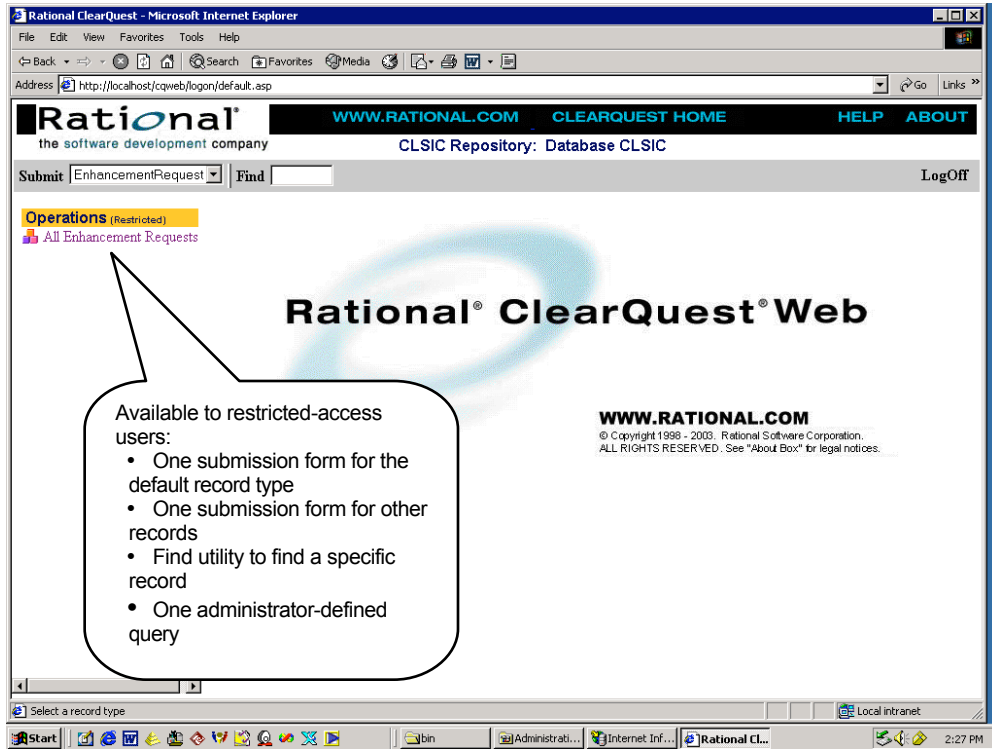 Rational ClearQuest - Microsoft Internet Explorer
File Edit View Favorites Tools Help
Back Search Favorites Media
Address http://localhost/cqweb/logon/default.asp Go Links »
Rational® WWW.RATIONAL.COM CLEARQUEST HOME HELP ABOUT
the software development company CLSIC Repository: Database CLSIC
Submit EnhancementRequest Find LogOff
Operations (Restricted)
All Enhancement Requests
Rational® ClearQuest® Web
WWW.RATIONAL.COM
© Copyright 1998 - 2003. Rational Software Corporation.
ALL RIGHTS RESERVED. See "About Box" for legal notices.
Available to restricted-access
users:
• One submission form for the
default record type
• One submission form for other
records
• Find utility to find a specific
record
• One administrator-defined
query
Select a record type Local intranet
Start bin Administrati... Internet Inf... Rational Cl... 2:27 PM